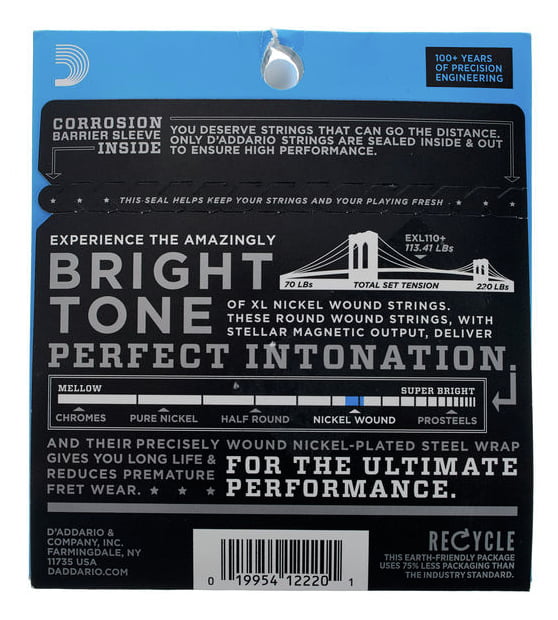 100+ YEARS
OF PRECISION
ENGINEERING
CORROSION
BARRIER SLEEVE
INSIDE
YOU DESERVE STRINGS THAT CAN GO THE DISTANCE.
ONLY D'ADDARIO STRINGS ARE SEALED INSIDE & OUT
TO ENSURE HIGH PERFORMANCE.
THIS SEAL HELPS KEEP YOUR STRINGS AND YOUR PLAYING FRESH
EXPERIENCE THE AMAZINGLY
BRIGHT
TONE
EXL110+
113.41 LBs
70 LBs TOTAL SET TENSION 220 LBs
OF XL NICKEL WOUND STRINGS.
THESE ROUND WOUND STRINGS, WITH
STELLAR MAGNETIC OUTPUT, DELIVER
PERFECT INTONATION.
MELLOW SUPER BRIGHT
CHROMES PURE NICKEL HALF ROUND NICKEL WOUND PROSTEELS
AND THEIR PRECISELY WOUND NICKEL-PLATED STEEL WRAP
GIVES YOU LONG LIFE &
REDUCES PREMATURE
FRET WEAR.
FOR THE ULTIMATE
PERFORMANCE.
D'ADDARIO &
COMPANY, INC.
FARMINGDALE, NY
11735 USA
DADDARIO.COM
0 19954 12220 1
RECYCLE
THIS EARTH-FRIENDLY PACKAGE
USES 75% LESS PACKAGING THAN
THE INDUSTRY STANDARD.